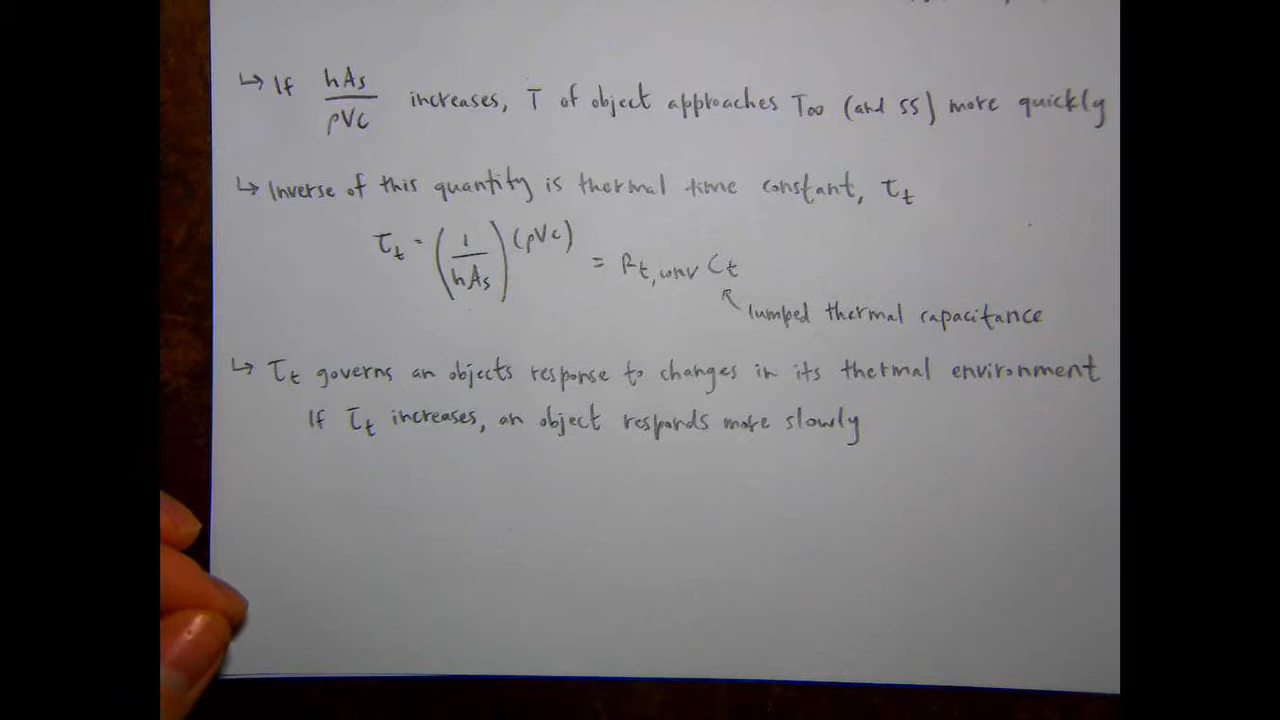 ↳ If hAs/ρVc increases, T of object approaches T∞ (and ss) more quickly
↳ Inverse of this quantity is thermal time constant, τt
τt = (1/hAs)(ρVc) = Rt,conv Ct
lumped thermal capacitance
↳ τt governs an objects response to changes in its thermal environment
If τt increases, an object responds more slowly